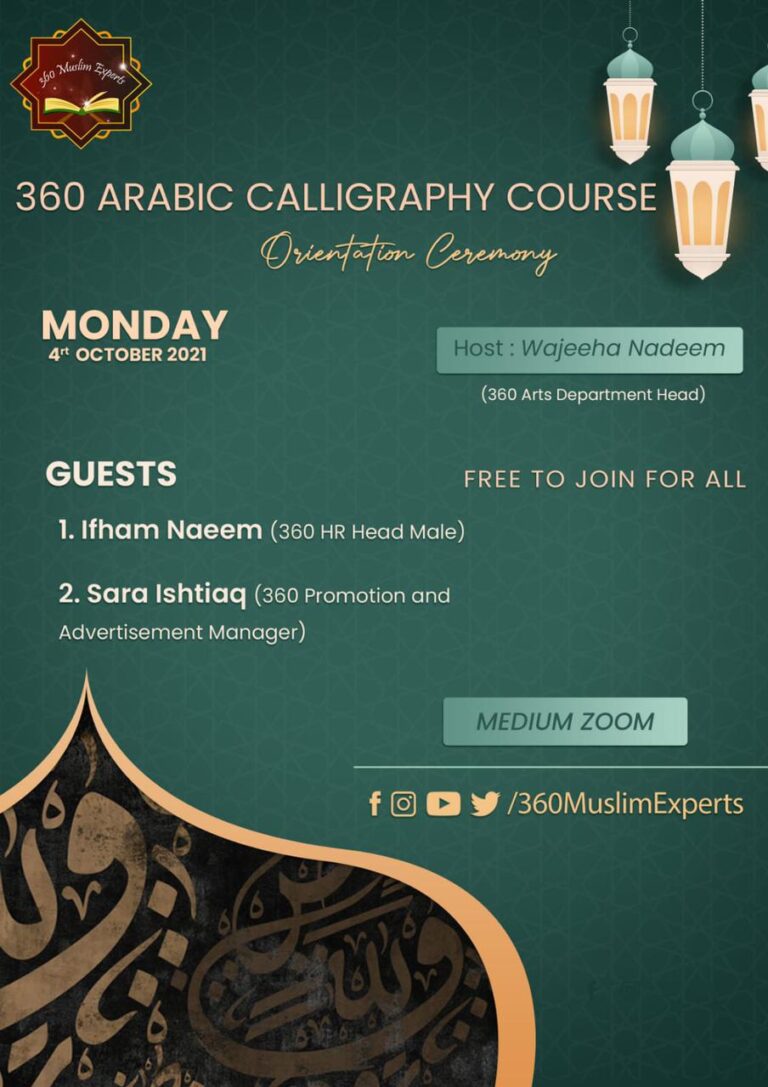 360 Muslim Experts
360 ARABIC CALLIGRAPHY COURSE
Orientation Ceremony
MONDAY
4rt OCTOBER 2021
Host : Wajeeha Nadeem
(360 Arts Department Head)
GUESTS
FREE TO JOIN FOR ALL
1. Ifham Naeem (360 HR Head Male)
2. Sara Ishtiaq (360 Promotion and
Advertisement Manager)
MEDIUM ZOOM
/360MuslimExperts